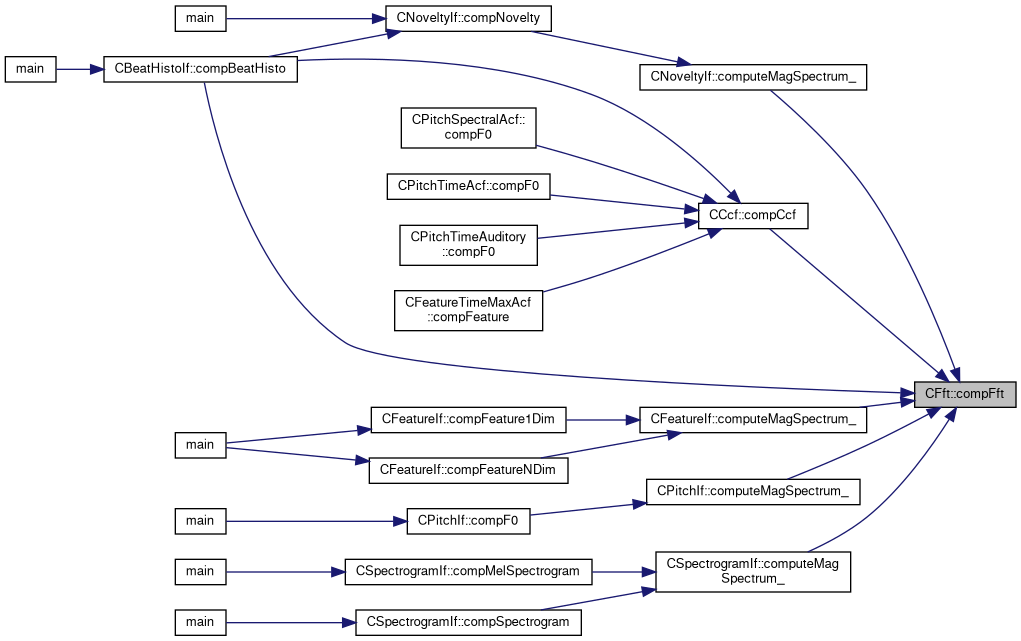 main
CNoveltyIf::compNovelty
main
CBeatHistoIf::compBeatHisto
CNoveltyIf::computeMagSpectrum_
CPitchSpectralAcf::
compF0
CPitchTimeAcf::compF0
CCcf::compCcf
CPitchTimeAuditory
::compF0
CFeatureTimeMaxAcf
::compFeature
CFft::compFft
main
CFeatureIf::compFeature1Dim
CFeatureIf::computeMagSpectrum_
CFeatureIf::compFeatureNDim
CPitchIf::computeMagSpectrum_
main
CPitchIf::compF0
main
CSpectrogramIf::compMelSpectrogram
CSpectrogramIf::computeMag
Spectrum_
main
CSpectrogramIf::compSpectrogram